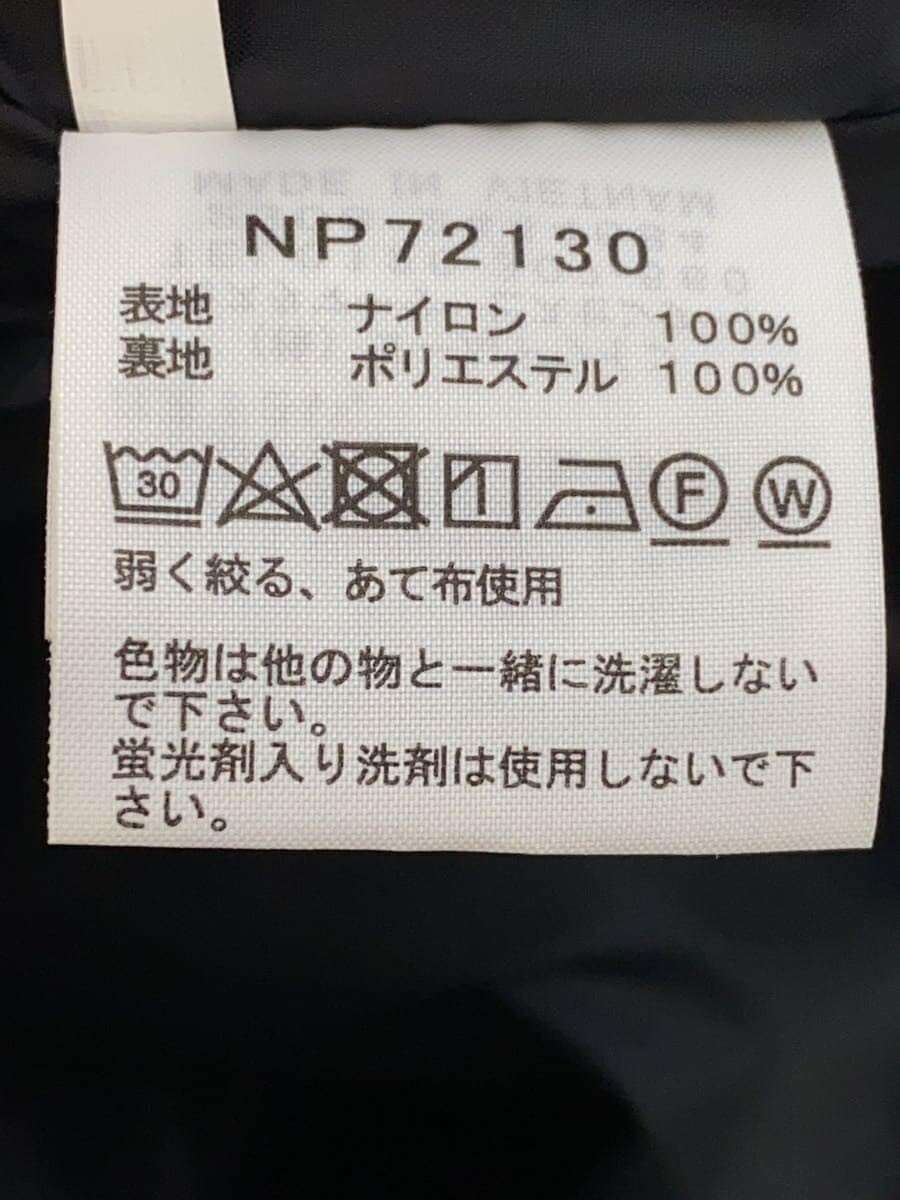 NP72130
表地 ナイロン 100%
裏地 ポリエステル 100%
30 F W
弱く絞る、あて布使用
色物は他の物と一緒に洗濯しない
で下さい。
蛍光剤入り洗剤は使用しないで下
さい。